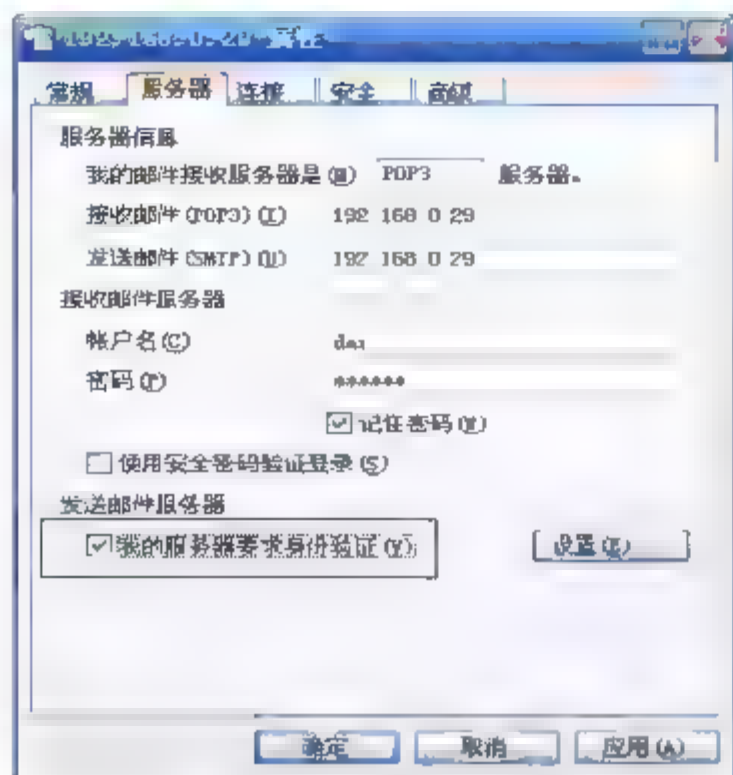 常规 服务器 连接 安全 高级
服务器信息
我的邮件接收服务器是(M) POP3 服务器。
接收邮件(POP3)(I) 192 168 0 29
发送邮件(SMTP)(U) 192 168 0 29
接收邮件服务器
帐户名(C)
密码(P) ******
记住密码(W)
使用安全密码验证登录(S)
发送邮件服务器
我的服务器要求身份验证(V) 设置(E)
确定 取消 应用(A)